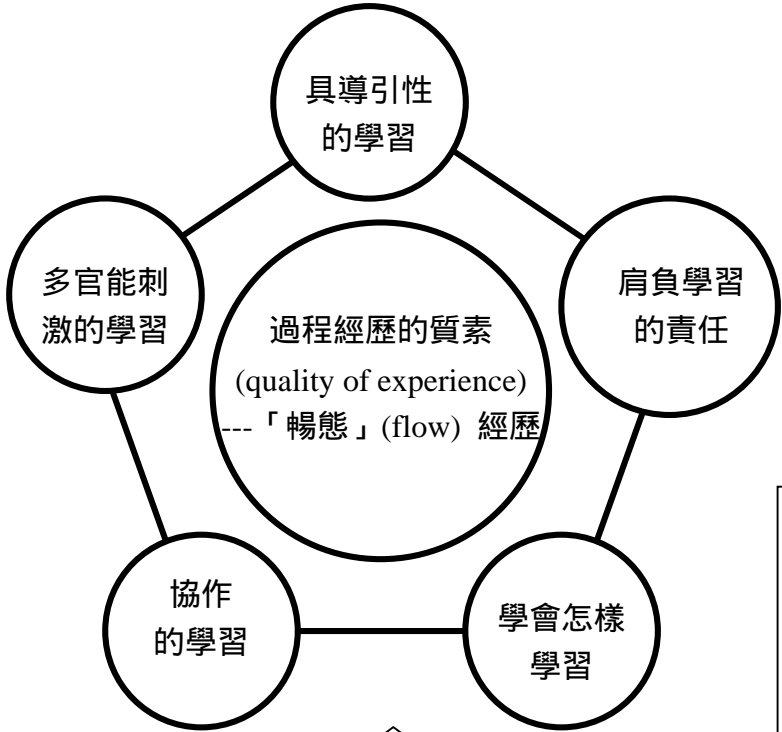 具導引性
的學習
多官能刺
激的學習
肩負學習
的責任
過程經歷的質素
(quality of experience)
---「暢態」(flow) 經歷
協作
的學習
學會怎樣
學習